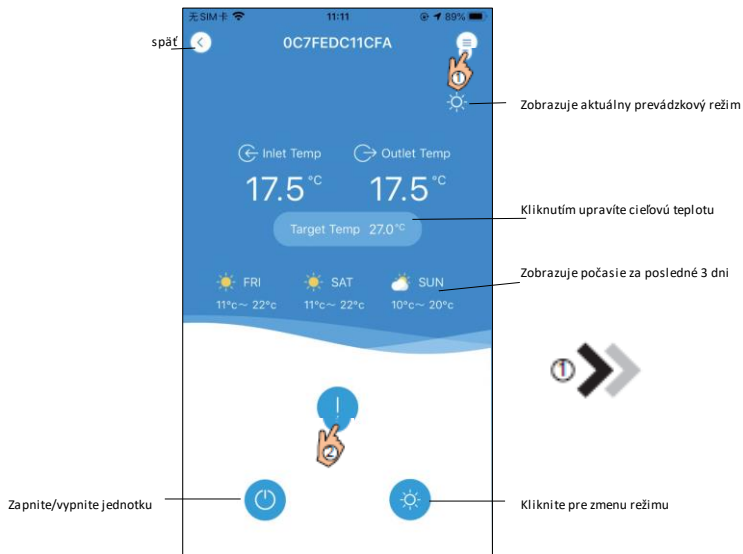 无SIM卡 11:11 89%
späť
0C7FEDC11CFA
①
Zobrazuje aktuálny prevádzkový režim
Inlet Temp Outlet Temp
17.5°C 17.5°C
Kliknutím upravíte cieľovú teplotu
Target Temp 27.0°C
Zobrazuje počasie za posledné 3 dni
FRI SAT SUN
11°c~ 22°c 11°c~ 22°c 10°c~ 20°c
①
②
Zapnite/vypnite jednotku
Kliknite pre zmenu režimu